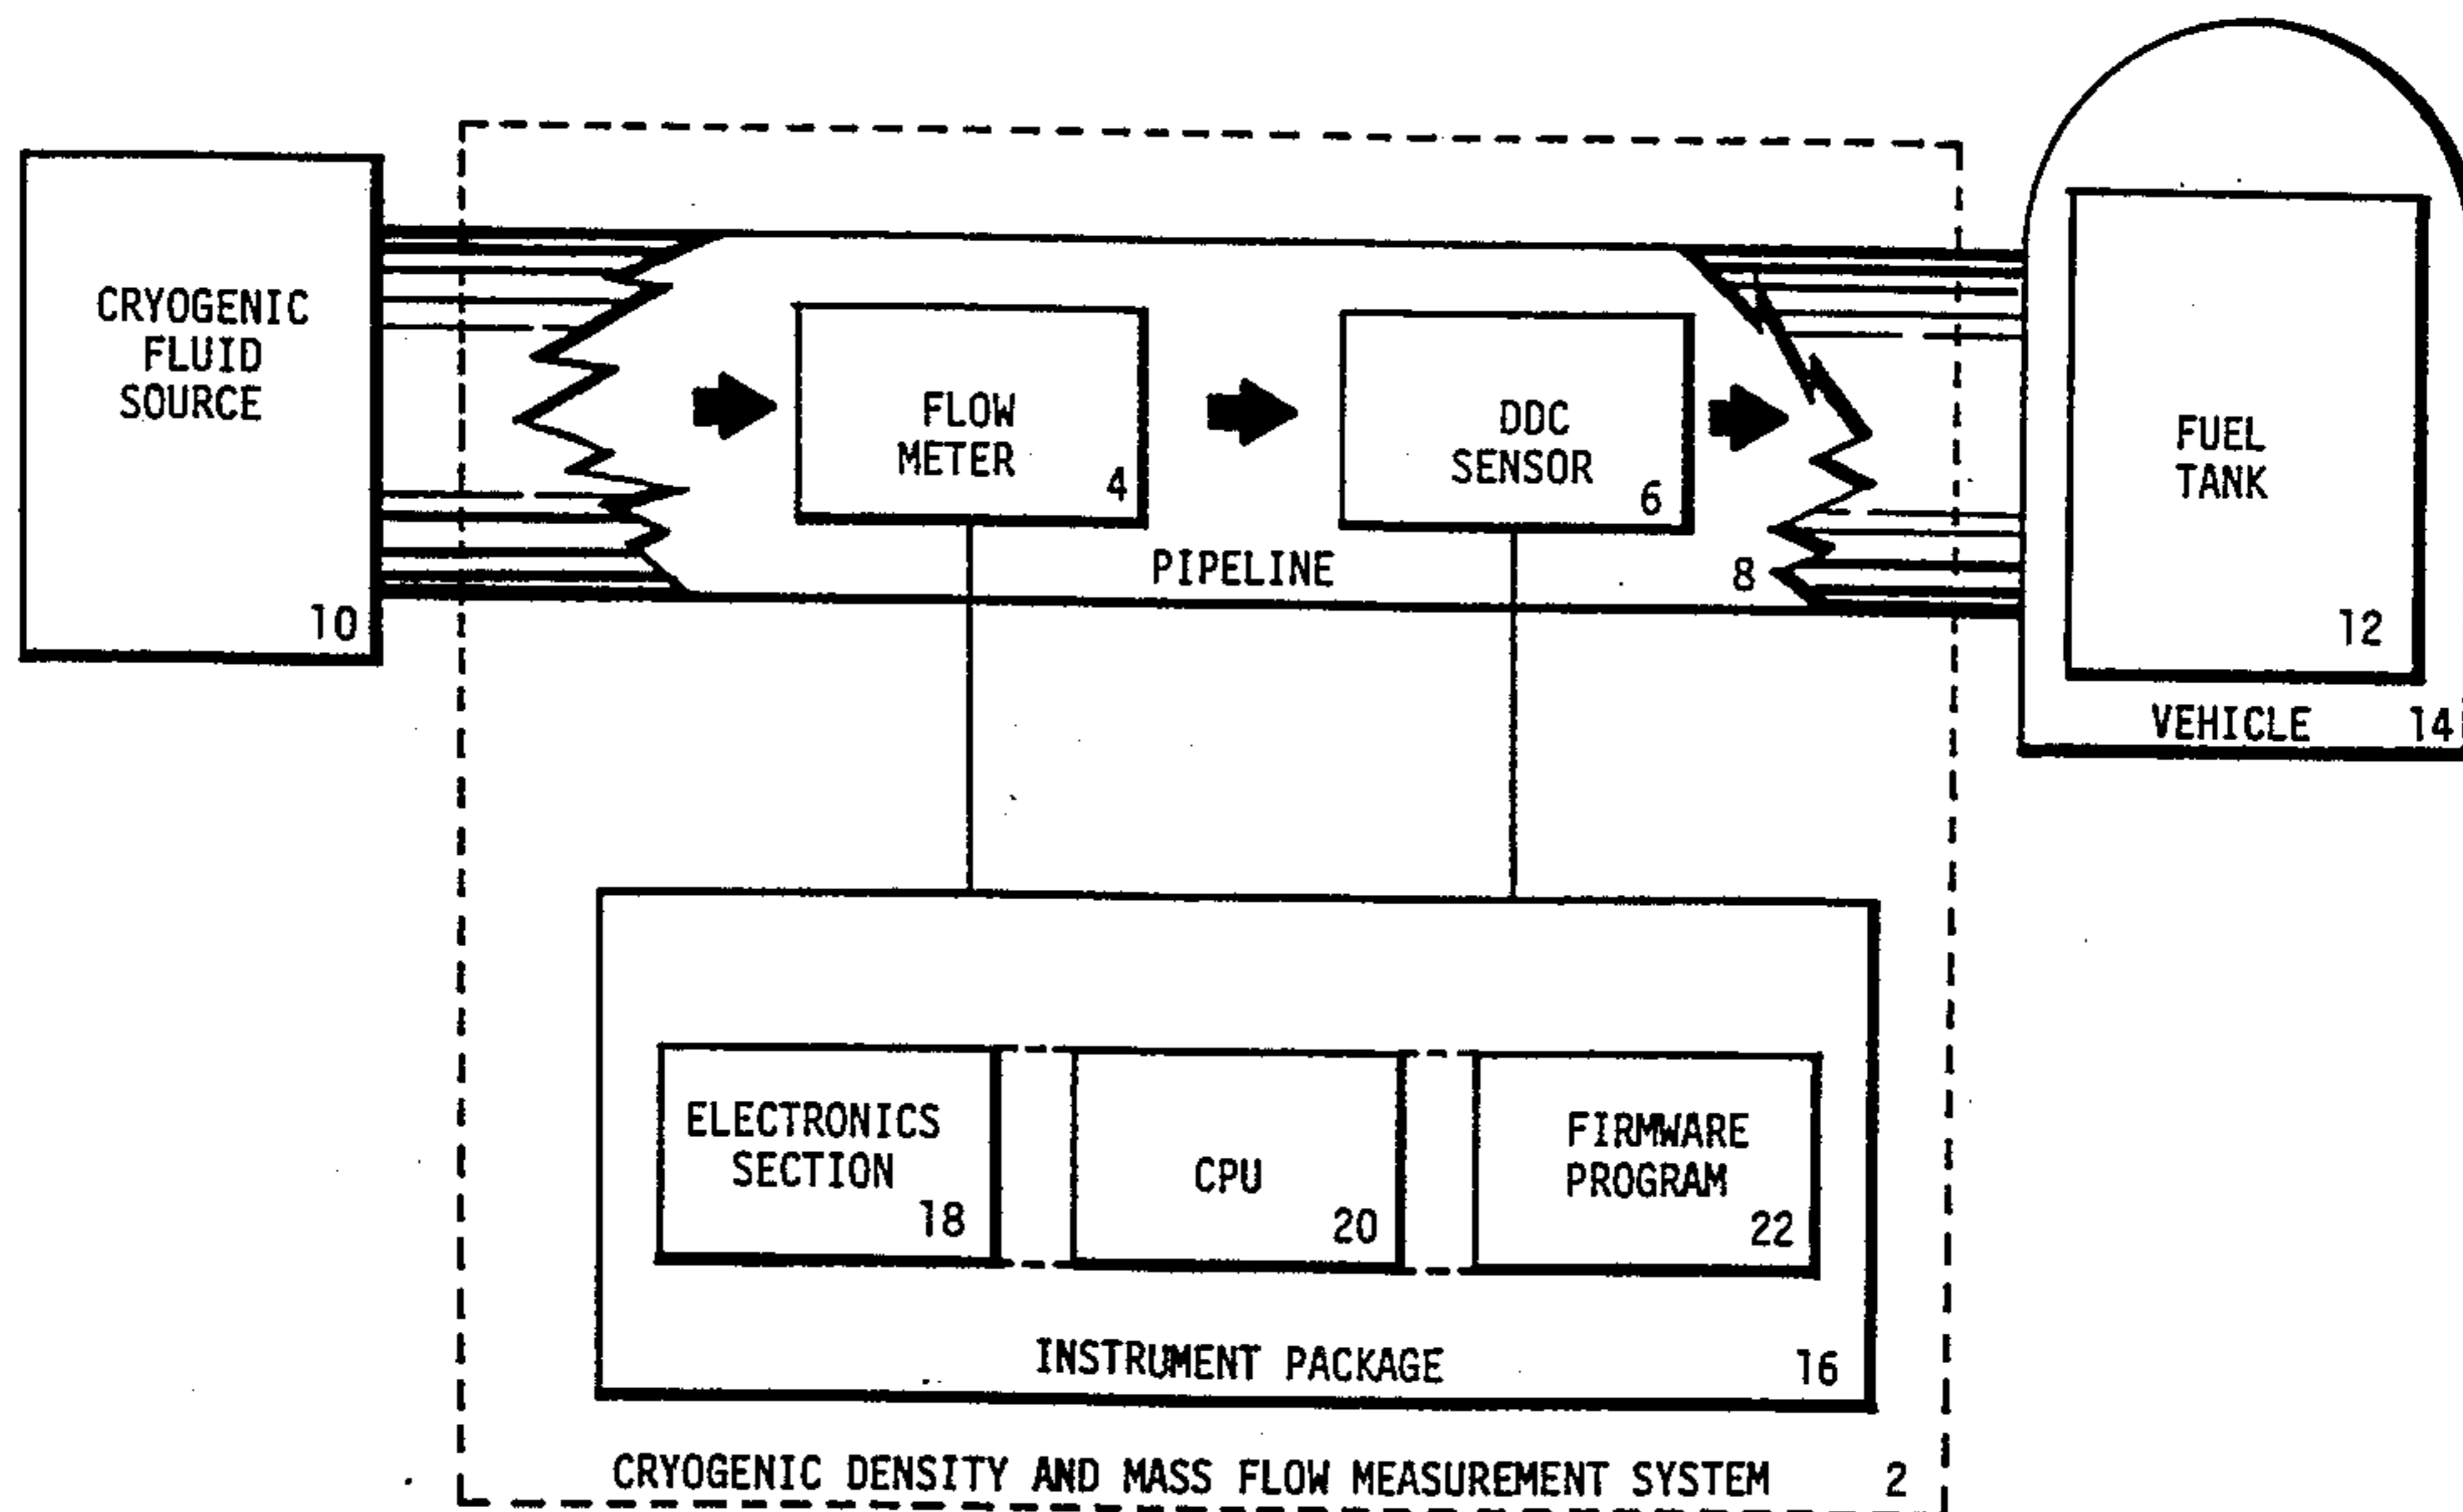 CRYOGENIC
FLUID
SOURCE
10
FLOW
METER
4
DDC
SENSOR
6
PIPELINE
8
FUEL
TANK
12
VEHICLE 14
ELECTRONICS
SECTION
18
CPU
20
FIRMWARE
PROGRAM
22
INSTRUMENT PACKAGE 16
CRYOGENIC DENSITY AND MASS FLOW MEASUREMENT SYSTEM 2